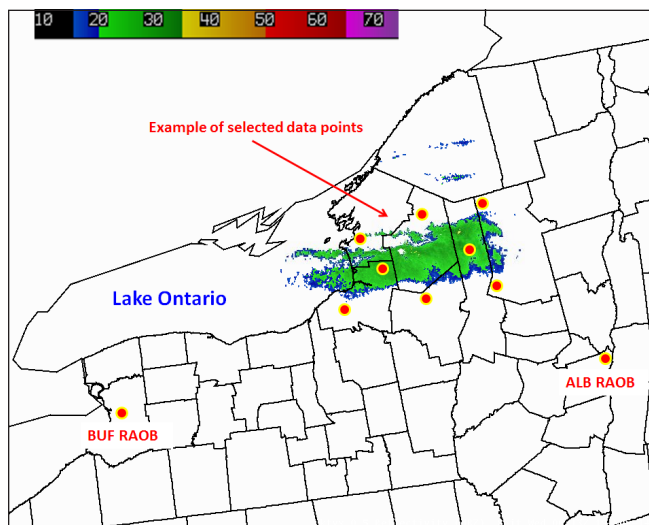 10 20 30 40 50 60 70
Example of selected data points
Lake Ontario
ALB RAOB
BUF RAOB